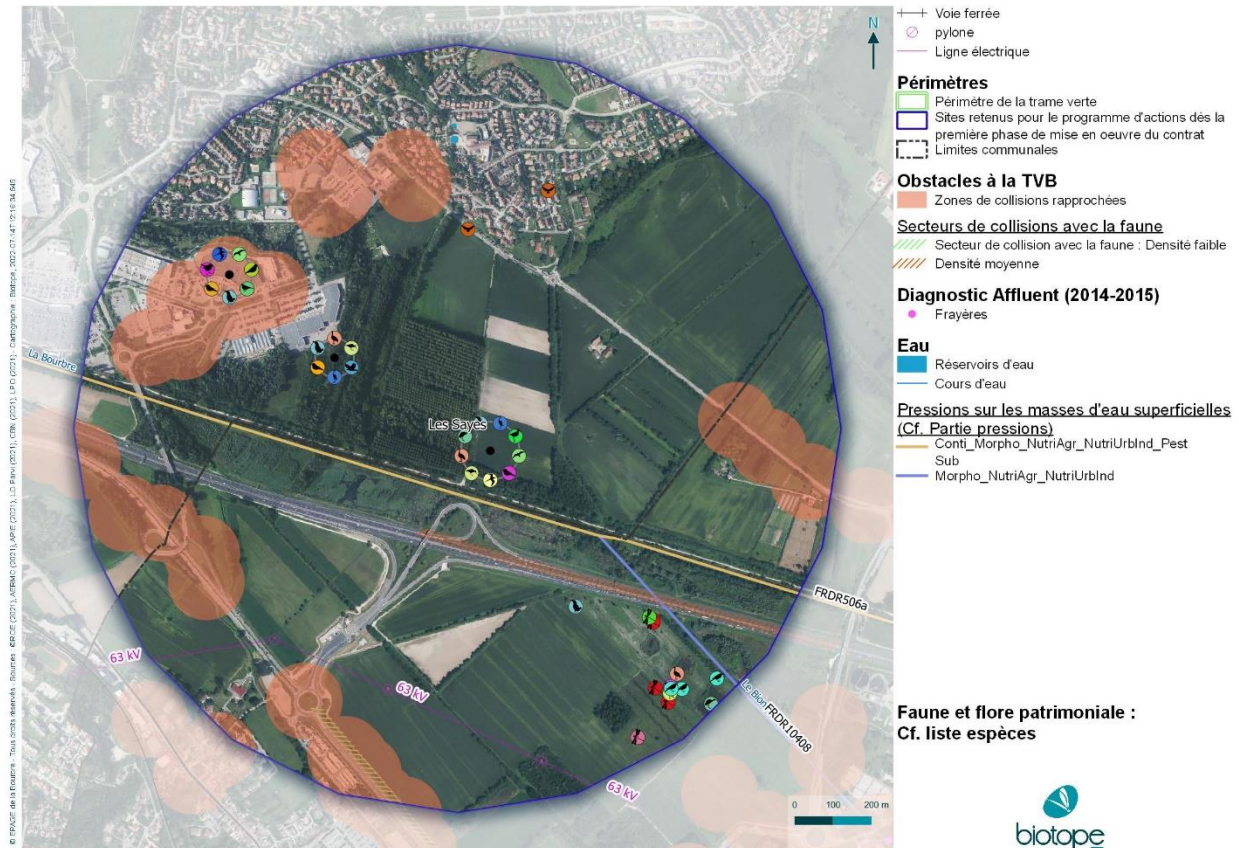 N
La Bourbre
Les Sayes
63 kV
63 kV
63 kV
FRDR506a
Le Bion
FRDR10408
0 100 200 m
Voie ferrée
pylone
Ligne électrique
Périmètres
Périmètre de la trame verte
Sites retenus pour le programme d'actions dès la
première phase de mise en oeuvre du contrat
Limites communales
Obstacles à la TVB
Zones de collisions rapprochées
Secteurs de collisions avec la faune
Secteur de collision avec la faune : Densité faible
Densité moyenne
Diagnostic Affluent (2014-2015)
Frayères
Eau
Réservoirs d'eau
Cours d'eau
Pressions sur les masses d'eau superficielles
(Cf. Partie pressions)
Conti_Morpho_NutriAgr_NutriUrbInd_Pest
Sub
Morpho_NutriAgr_NutriUrbInd
Faune et flore patrimoniale :
Cf. liste espèces
biotope